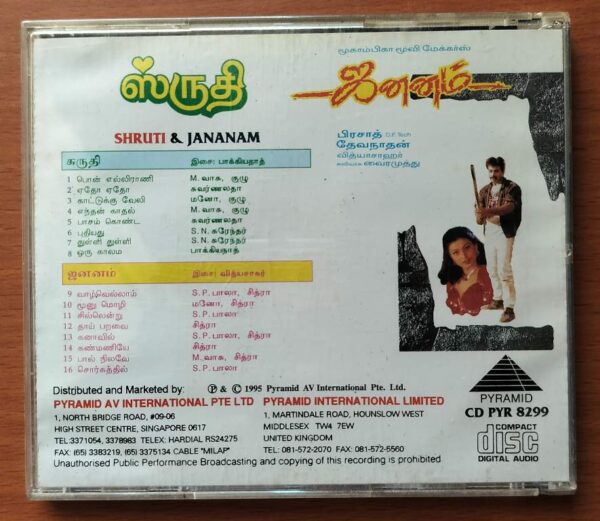 ஸ்ருதி
மூகாம்பிகா மூவி மேக்கர்ஸ்
ஜனனம்
SHRUTI & JANANAM
பிரசாத் D.F.Tech
தேவநாதன்
வித்யாசாஹர்
வைரமுத்து
சுருதி இசை: பாக்கியநாத்
1 பொன் எல்லிராணி M. வாசு, குழு
2 ஏதோ ஏதோ சுவர்ணலதா
3 காட்டுக்கு வேலி மனோ, குழு
4 எந்தன் காதல் M. வாசு, குழு
5 பாசம் கொண்ட சுவர்ணலதா
6 புதியது S.N. சுரேந்தர்
7 துள்ளி துள்ளி S.N. சுரேந்தர்
8 ஒரு காலம பாக்கியநாத்
ஜனனம் இசை: வித்யாசாகர்
9 வாழ்வெல்லாம் S.P. பாலா, சித்ரா
10 மூனு மொழி மனோ, சித்ரா
11 சில்லென்று S.P. பாலா
12 தாய் பறவை சித்ரா
13 கனாவில் S.P. பாலா, சித்ரா
14 கண்மணியே சித்ரா
15 பால் நிலவே M. வாசு, சித்ரா
16 சொர்கத்தில் S.P. பாலா
Distributed and Marketed by: ℗ & © 1995 Pyramid AV International Pte. Ltd.
PYRAMID AV INTERNATIONAL PTE LTD
1, NORTH BRIDGE ROAD, #09-06
HIGH STREET CENTRE, SINGAPORE 0617
TEL.3371054, 3378983 TELEX: HARDIAL RS24275
FAX: (65) 3383219, (65) 3375134 CABLE "MILAP"
PYRAMID INTERNATIONAL LIMITED
1, MARTINDALE ROAD, HOUNSLOW WEST
MIDDLESEX TW4 7EW
UNITED KINGDOM
TEL: 081-572-2070 FAX: 081-572-5560
Unauthorised Public Performance Broadcasting and copying of this recording is prohibited
PYRAMID
CD PYR 8299
COMPACT
disc
DIGITAL AUDIO